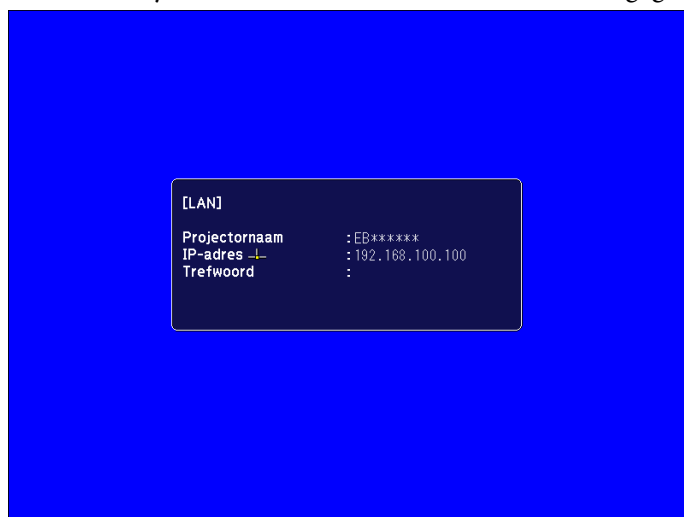 [LAN]
Projectornaam :EB******
IP-adres :192.168.100.100
Trefwoord :